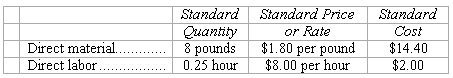 Standard Standard Price Standard
Quantity or Rate Cost
Direct material............. 8 pounds $1.80 per pound $14.40
Direct labor................. 0.25 hour $8.00 per hour $2.00